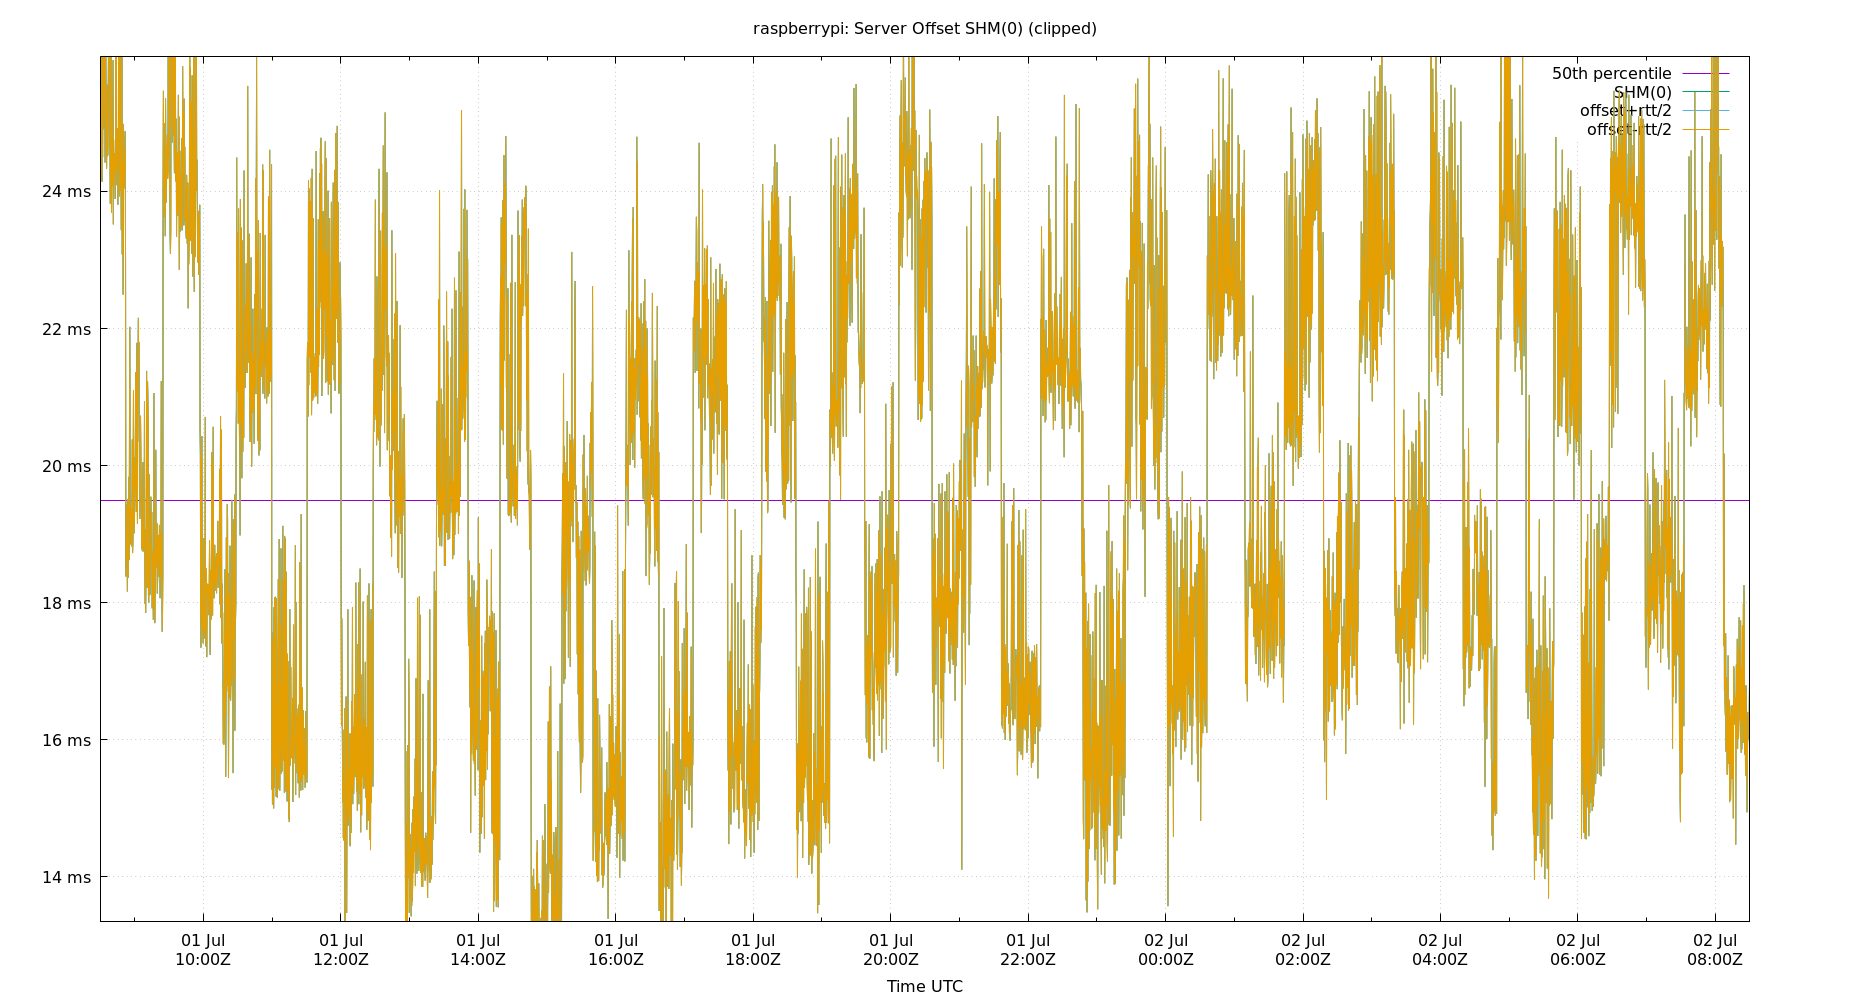 raspberrypi: Server Offset SHM(0) (clipped)
50th percentile
SHM(0)
offset+rtt/2
offset-rtt/2
24 ms
22 ms
20 ms
18 ms
16 ms
14 ms
01 Jul 10:00Z
01 Jul 12:00Z
01 Jul 14:00Z
01 Jul 16:00Z
01 Jul 18:00Z
01 Jul 20:00Z
01 Jul 22:00Z
02 Jul 00:00Z
02 Jul 02:00Z
02 Jul 04:00Z
02 Jul 06:00Z
02 Jul 08:00Z
Time UTC